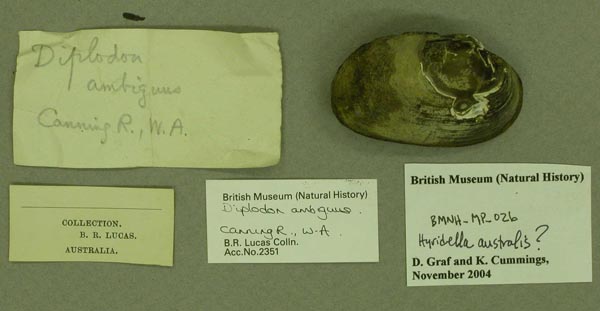 Diplodon
ambiguus
Canning R., W.A.
COLLECTION.
B. R. LUCAS.
AUSTRALIA.
British Museum (Natural History)
Diplodon ambiguus.
Canning R., W.A.
B.R. Lucas Colln.
Acc.No.2351
British Museum (Natural History)
BMNH-MP-026
Hyridella australis?
D. Graf and K. Cummings,
November 2004